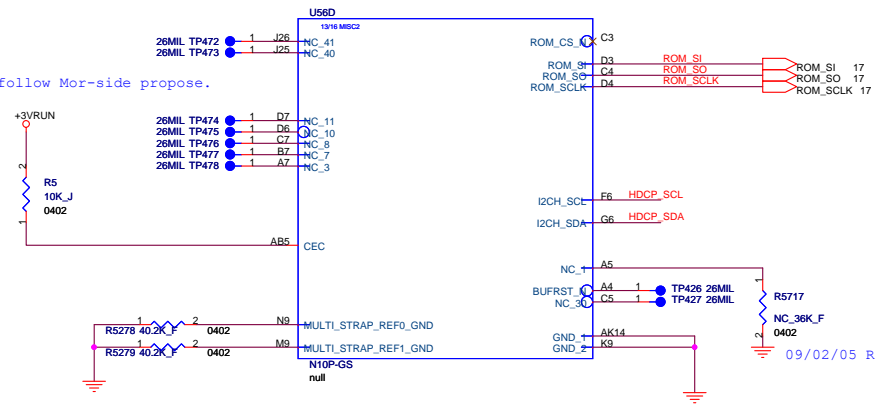 U56D
13/16 MISC2
26MIL TP472 1 J26 NC_41
26MIL TP473 1 J25 NC_40
ROM_CS_N C3
ROM_SI D3 ROM_SI ROM_SI 17
ROM_SO C4 ROM_SO ROM_SO 17
ROM_SCLK D4 ROM_SCLK ROM_SCLK 17
follow Mor-side propose.
+3VRUN
26MIL TP474 1 D7 NC_11
26MIL TP475 1 D6 NC_10
26MIL TP476 1 C7 NC_8
26MIL TP477 1 B7 NC_7
26MIL TP478 1 A7 NC_3
2
R5
10K_J
0402
1
I2CH_SCL F6 HDCP_SCL
I2CH_SDA G6 HDCP_SDA
AB5 CEC
NC_1 A5
BUFRST_N A4 1 TP426 26MIL
NC_30 C5 1 TP427 26MIL
1
R5717
NC_36K_F
0402
2
1 2 N9 MULTI_STRAP_REF0_GND
R5278 40.2K_F 0402
1 2 M9 MULTI_STRAP_REF1_GND
R5279 40.2K_F 0402
GND_1 AK14
GND_2 K9
09/02/05 R
N10P-GS
null